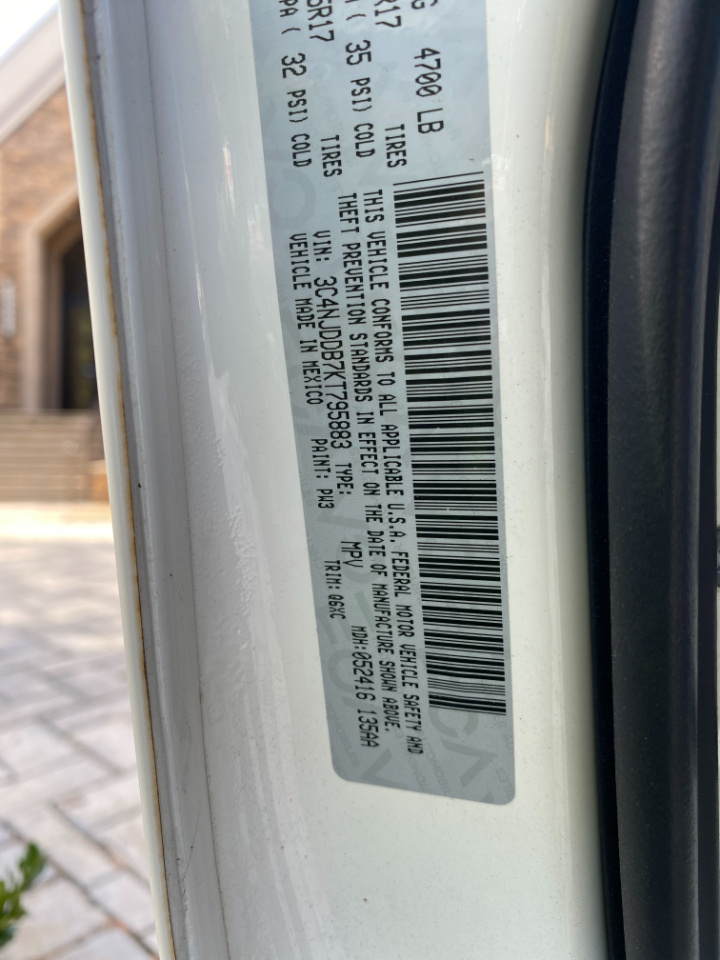 G 4700 LB
R17 TIRES
( 35 PSI) COLD
5R17 TIRES
PA ( 32 PSI) COLD
THIS VEHICLE CONFORMS TO ALL APPLICABLE U.S.A. FEDERAL MOTOR VEHICLE SAFETY AND
THEFT PREVENTION STANDARDS IN EFFECT ON THE DATE OF MANUFACTURE SHOWN ABOVE.
VIN: 3C4NJDDB7KT795883 TYPE: MPV MDH:052416 135AA
VEHICLE MADE IN MEXICO PAINT: PW3 TRIM: Q6XC